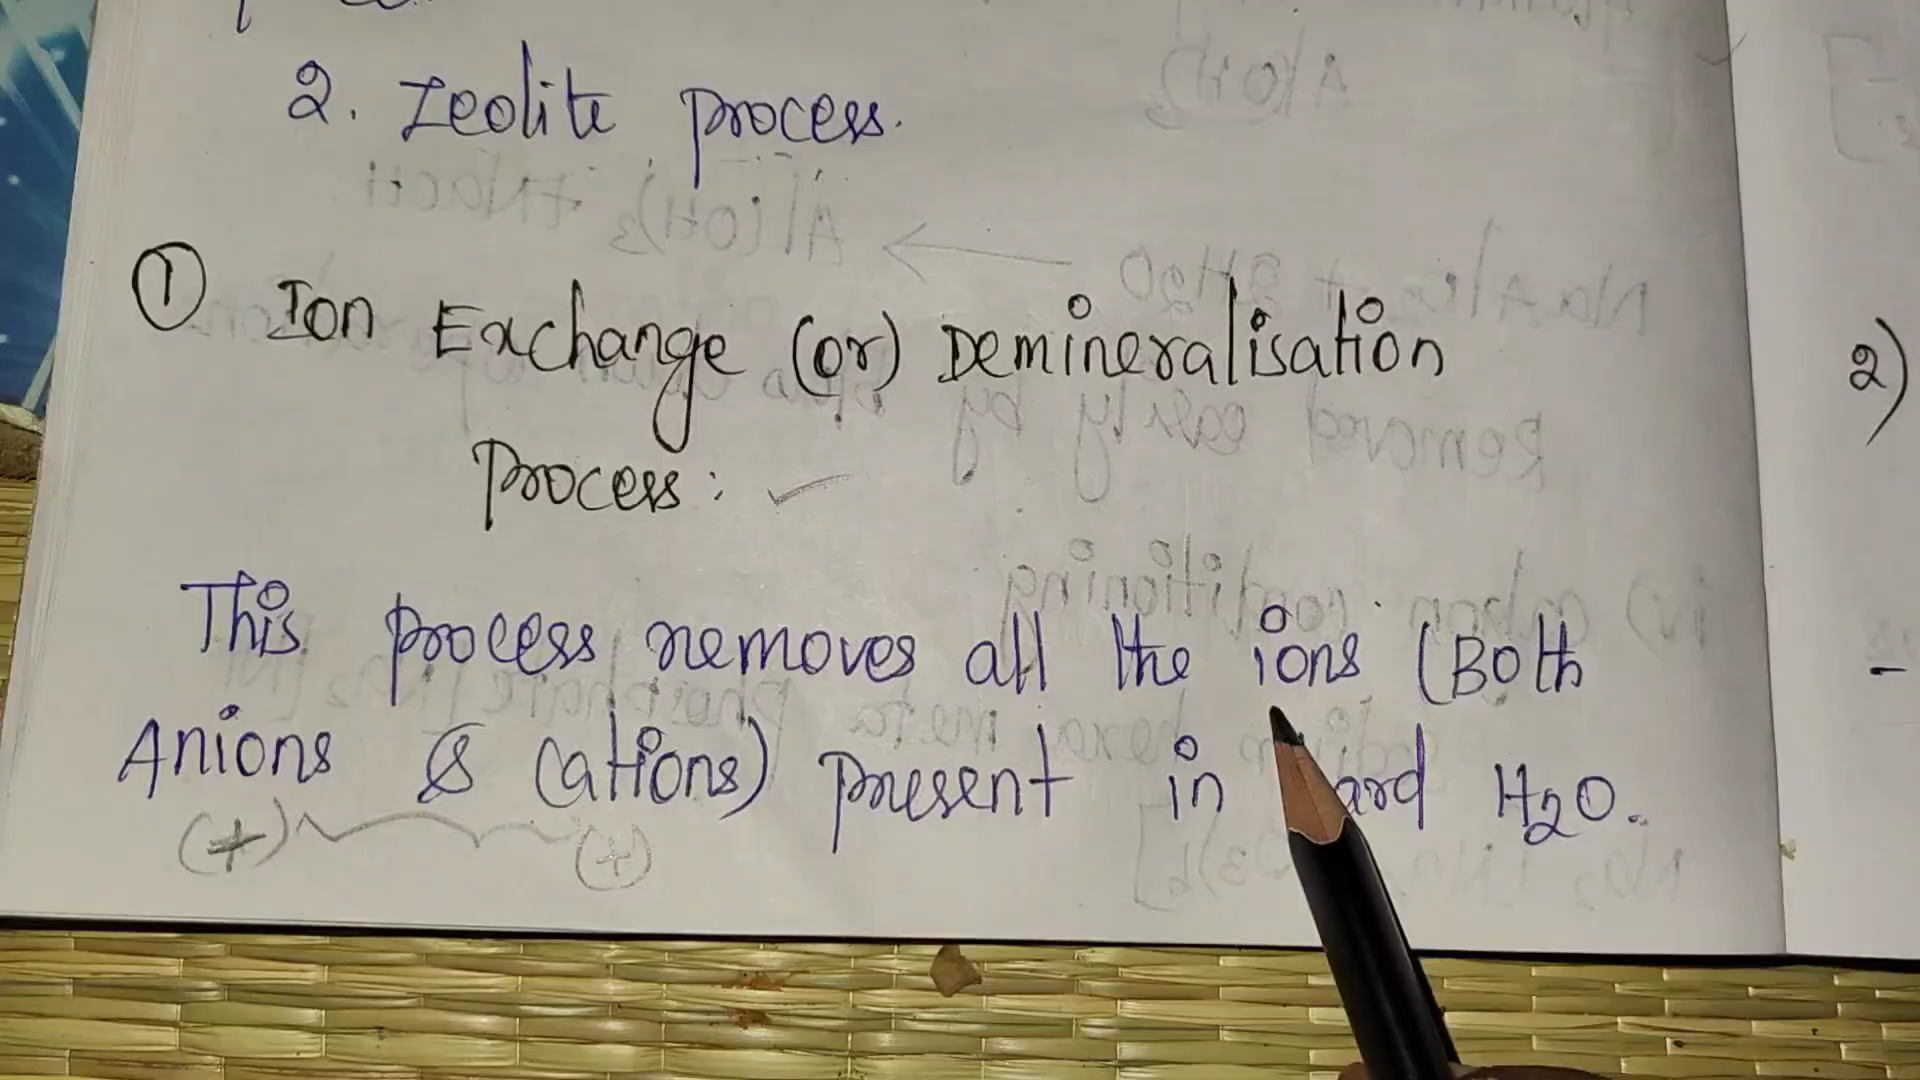 2. Zeolite process.
① Ion Exchange (or) Demineralisation
Process:
This process removes all the ions (Both
Anions & Cations) present in ard H2O.
(+) (+)
2)
-